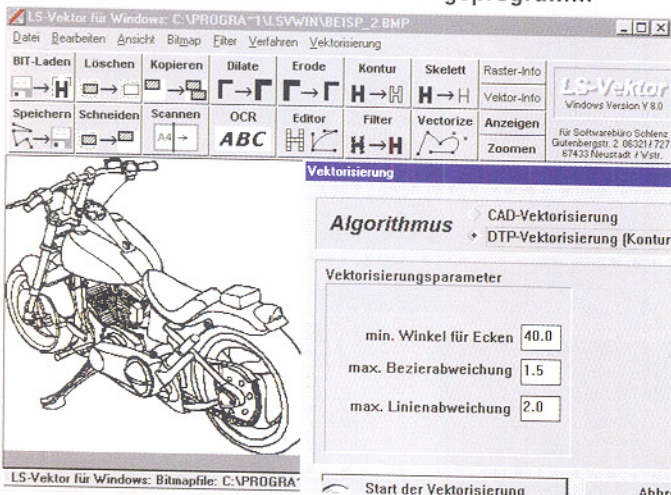 LS-Vektor für Windows: C:\PROGRA~1\LSVWIN\BEISP_2.BMP
Datei Bearbeiten Ansicht Bitmap Filter Verfahren Vektorisierung
BIT-Laden Löschen Kopieren Dilate Erode Kontur Skelett Raster-Info
Vektor-Info
LS-Vektor
Windows Version V 8.0
Speichern Schneiden Scannen OCR Editor Filter Vectorize Anzeigen
A4 ABC Zoomen
für Softwarebüro Schlenz
Gutenbergstr. 2 06321/727
67433 Neustadt / Wstr.
Vektorisierung
Algorithmus
CAD-Vektorisierung
DTP-Vektorisierung (Kontur
Vektorisierungsparameter
min. Winkel für Ecken 40.0
max. Bezierabweichung 1.5
max. Linienabweichung 2.0
LS-Vektor für Windows: Bitmapfile: C:\PROGRA~
Start der Vektorisierung
Abbr